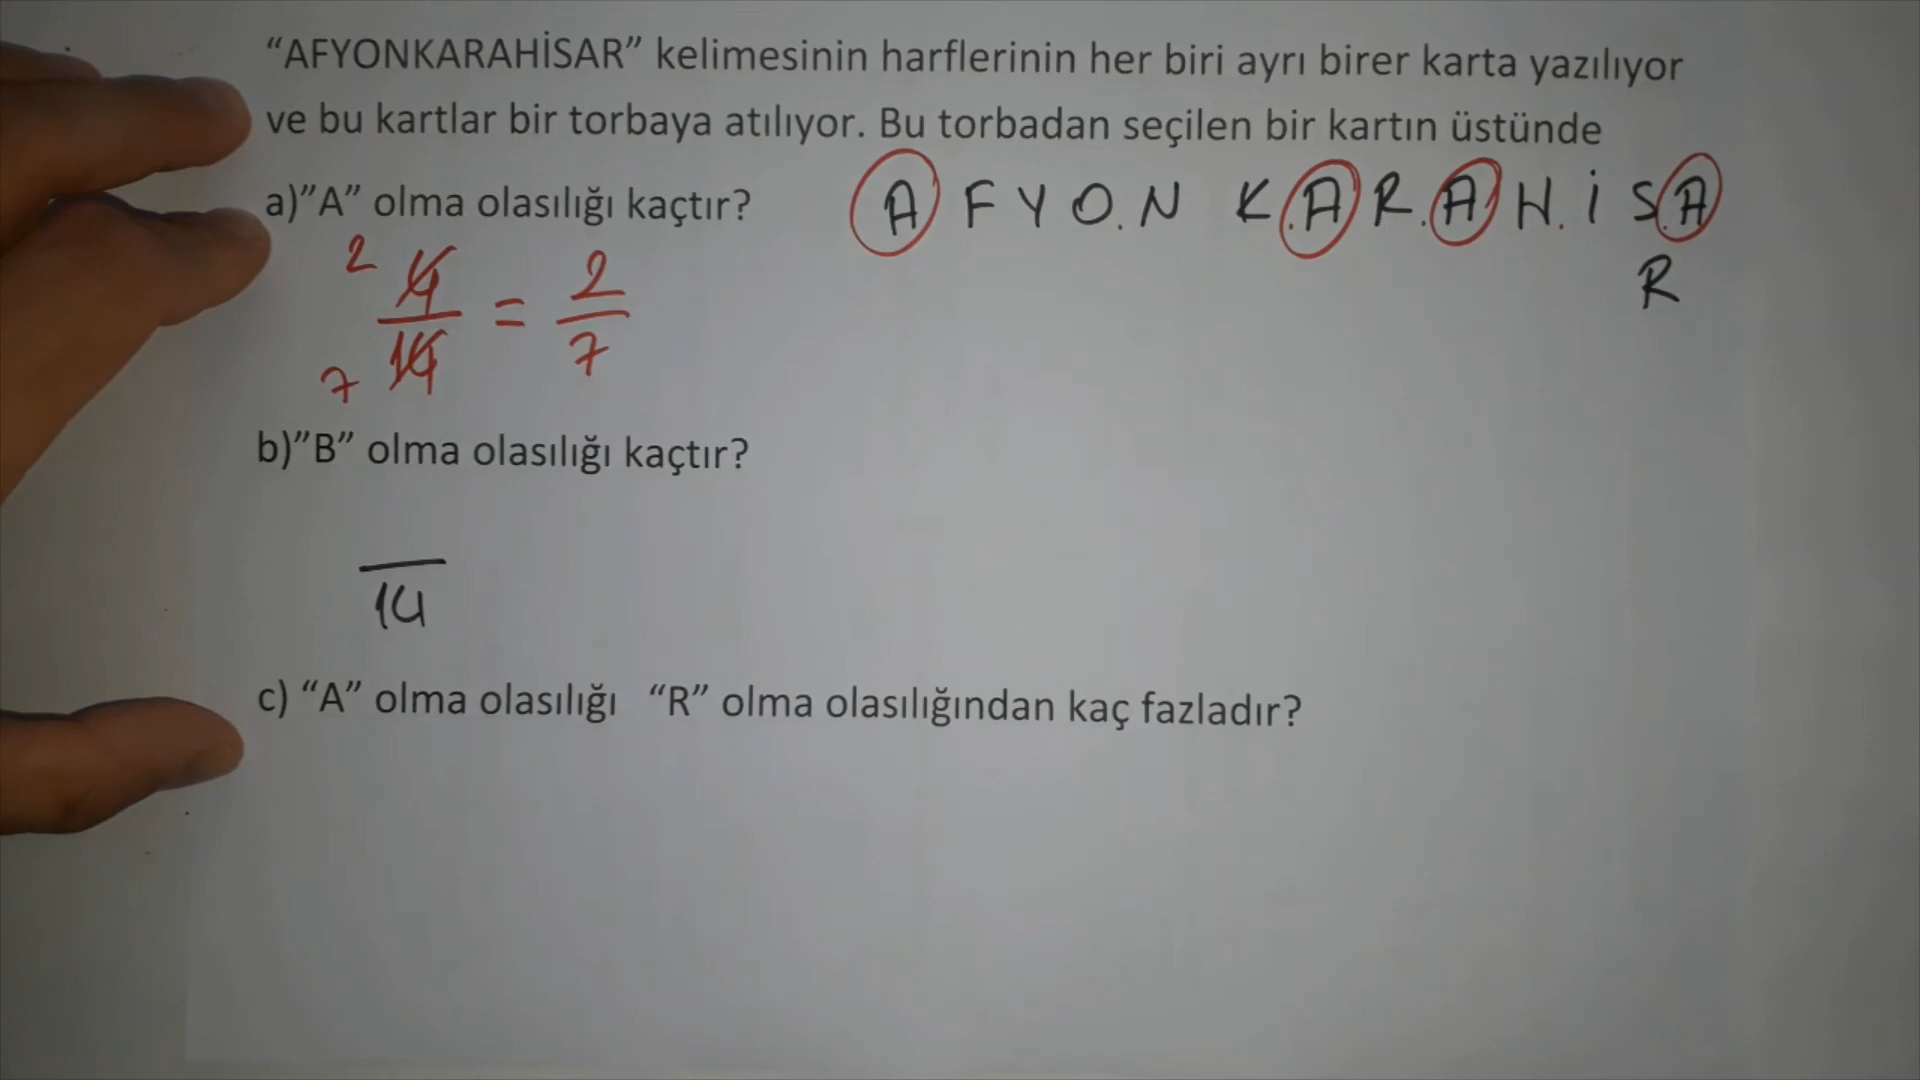 “AFYONKARAHİSAR” kelimesinin harflerinin her biri ayrı birer karta yazılıyor
ve bu kartlar bir torbaya atılıyor. Bu torbadan seçilen bir kartın üstünde
a)”A” olma olasılığı kaçtır?
A F Y O . N K . A R . A H . İ S . A
R
2 4
7 14
= 2
7
b)”B” olma olasılığı kaçtır?
14
c) “A” olma olasılığı “R” olma olasılığından kaç fazladır?